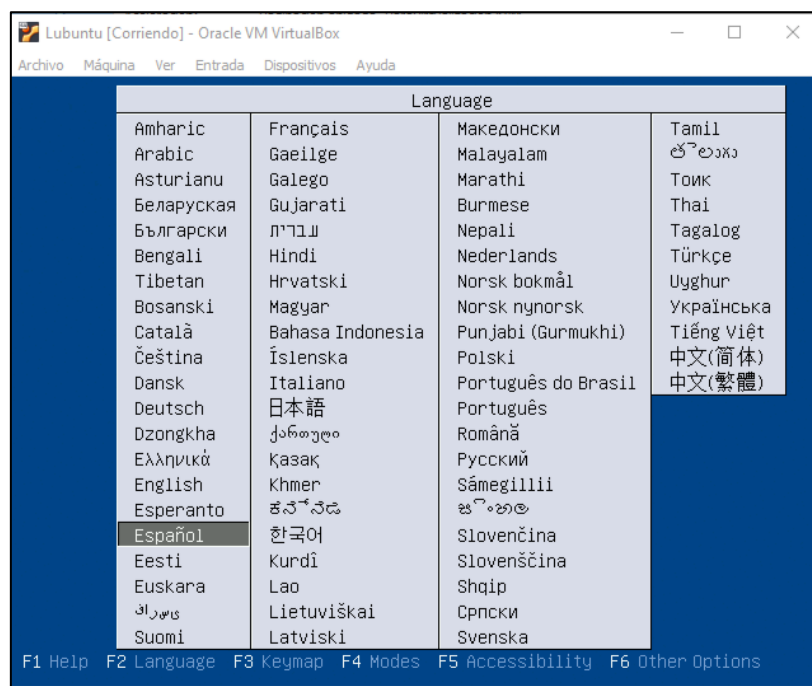 Lubuntu [Corriendo] - Oracle VM VirtualBox
Archivo Máquina Ver Entrada Dispositivos Ayuda
Language
Amharic
Arabic
Asturianu
Беларуская
Български
Bengali
Tibetan
Bosanski
Català
Čeština
Dansk
Deutsch
Dzongkha
Ελληνικά
English
Esperanto
Español
Eesti
Euskara
ﻰﺳﺭﺎﻓ
Suomi
Français
Gaeilge
Galego
Gujarati
עברית
Hindi
Hrvatski
Magyar
Bahasa Indonesia
Íslenska
Italiano
日本語
ქართული
Қазақ
Khmer
ಕನ್ನಡ
한국어
Kurdî
Lao
Lietuviškai
Latviski
Македонски
Malayalam
Marathi
Burmese
Nepali
Nederlands
Norsk bokmål
Norsk nynorsk
Punjabi (Gurmukhi)
Polski
Português do Brasil
Português
Română
Русский
Sámegillii
සිංහල
Slovenčina
Slovenščina
Shqip
Српски
Svenska
Tamil
తెలుగు
Тоик
Thai
Tagalog
Türkçe
Uyghur
Українська
Tiếng Việt
中文(简体)
中文(繁體)
F1 Help F2 Language F3 Keymap F4 Modes F5 Accessibility F6 Other Options